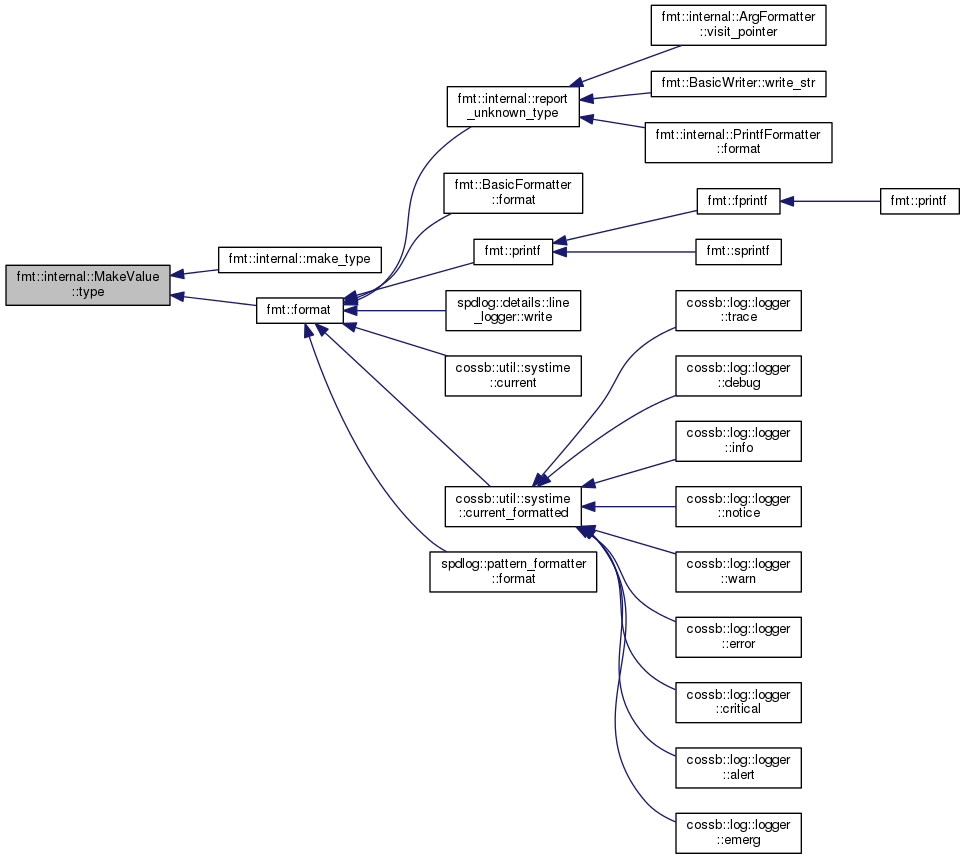 fmt::internal::ArgFormatter
::visit_pointer
fmt::internal::report
_unknown_type
fmt::BasicWriter::write_str
fmt::internal::PrintfFormatter
::format
fmt::BasicFormatter
::format
fmt::fprintf
fmt::printf
fmt::printf
fmt::sprintf
fmt::internal::make_type
fmt::internal::MakeValue
::type
fmt::format
spdlog::details::line
_logger::write
cossb::util::systime
::current
cossb::log::logger
::trace
cossb::log::logger
::debug
cossb::log::logger
::info
cossb::util::systime
::current_formatted
cossb::log::logger
::notice
spdlog::pattern_formatter
::format
cossb::log::logger
::warn
cossb::log::logger
::error
cossb::log::logger
::critical
cossb::log::logger
::alert
cossb::log::logger
::emerg